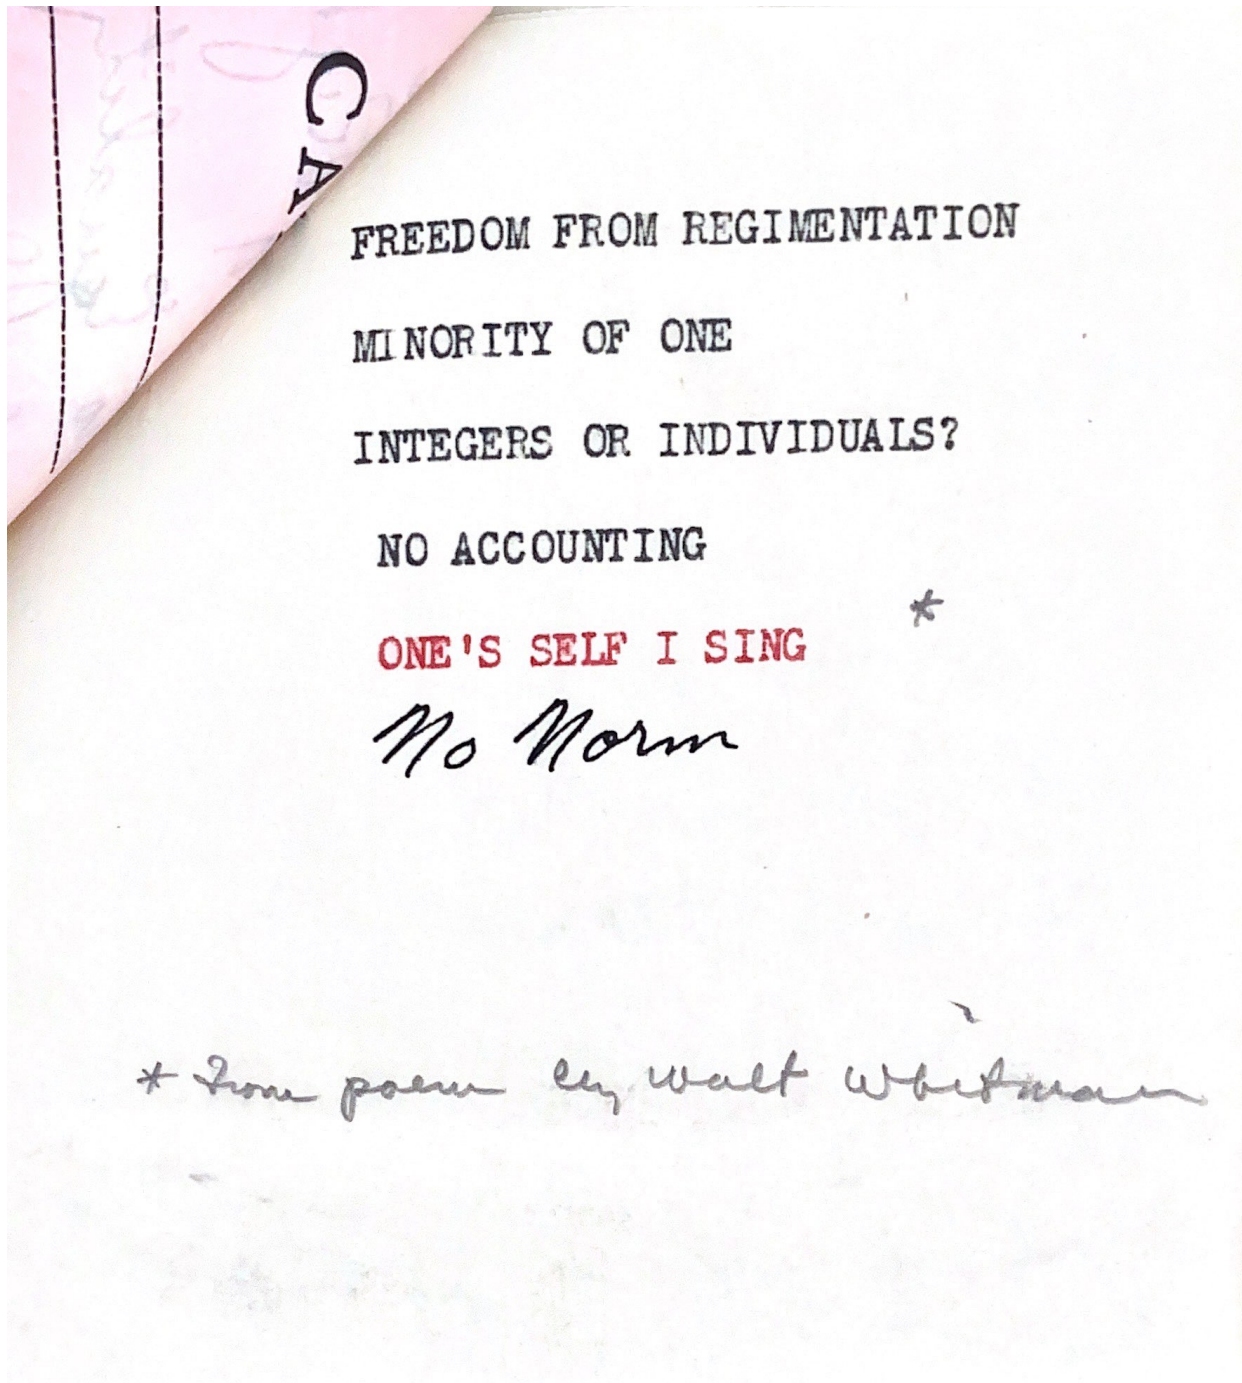 CA
FREEDOM FROM REGIMENTATION
MINORITY OF ONE
INTEGERS OR INDIVIDUALS?
NO ACCOUNTING
ONE'S SELF I SING *
No Norm
* From poem by Walt Whitman